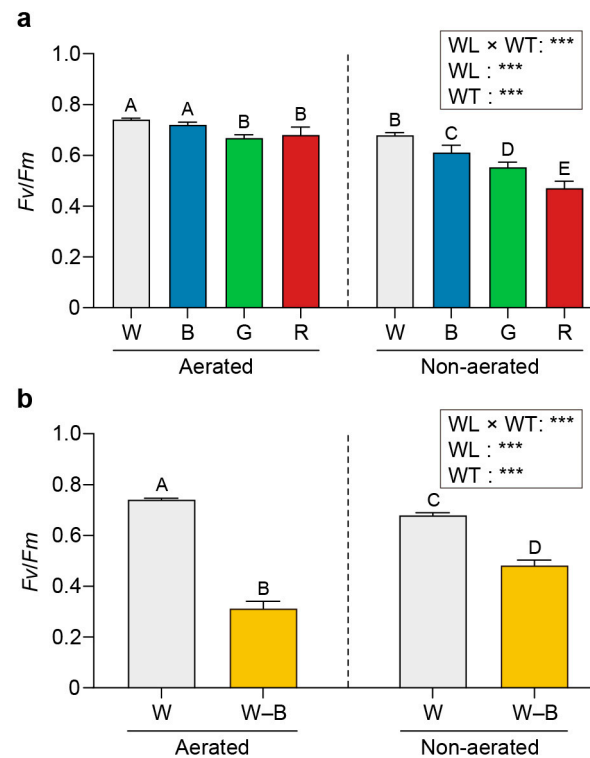 a
WL × WT: ***
WL : ***
WT : ***
Fv/Fm
1.0
0.8
0.6
0.4
0.2
0
A
A
B
B
B
C
D
E
W
B
G
R
W
B
G
R
Aerated
Non-aerated
b
WL × WT: ***
WL : ***
WT : ***
Fv/Fm
1.0
0.8
0.6
0.4
0.2
0
A
B
C
D
W
W–B
W
W–B
Aerated
Non-aerated